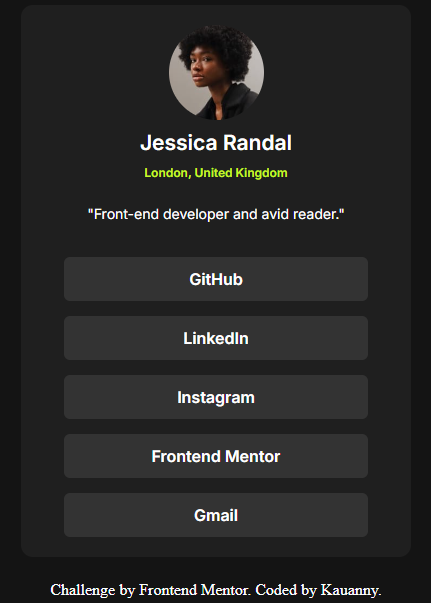 Jessica Randal
London, United Kingdom
"Front-end developer and avid reader."
GitHub
LinkedIn
Instagram
Frontend Mentor
Gmail
Challenge by Frontend Mentor. Coded by Kauanny.